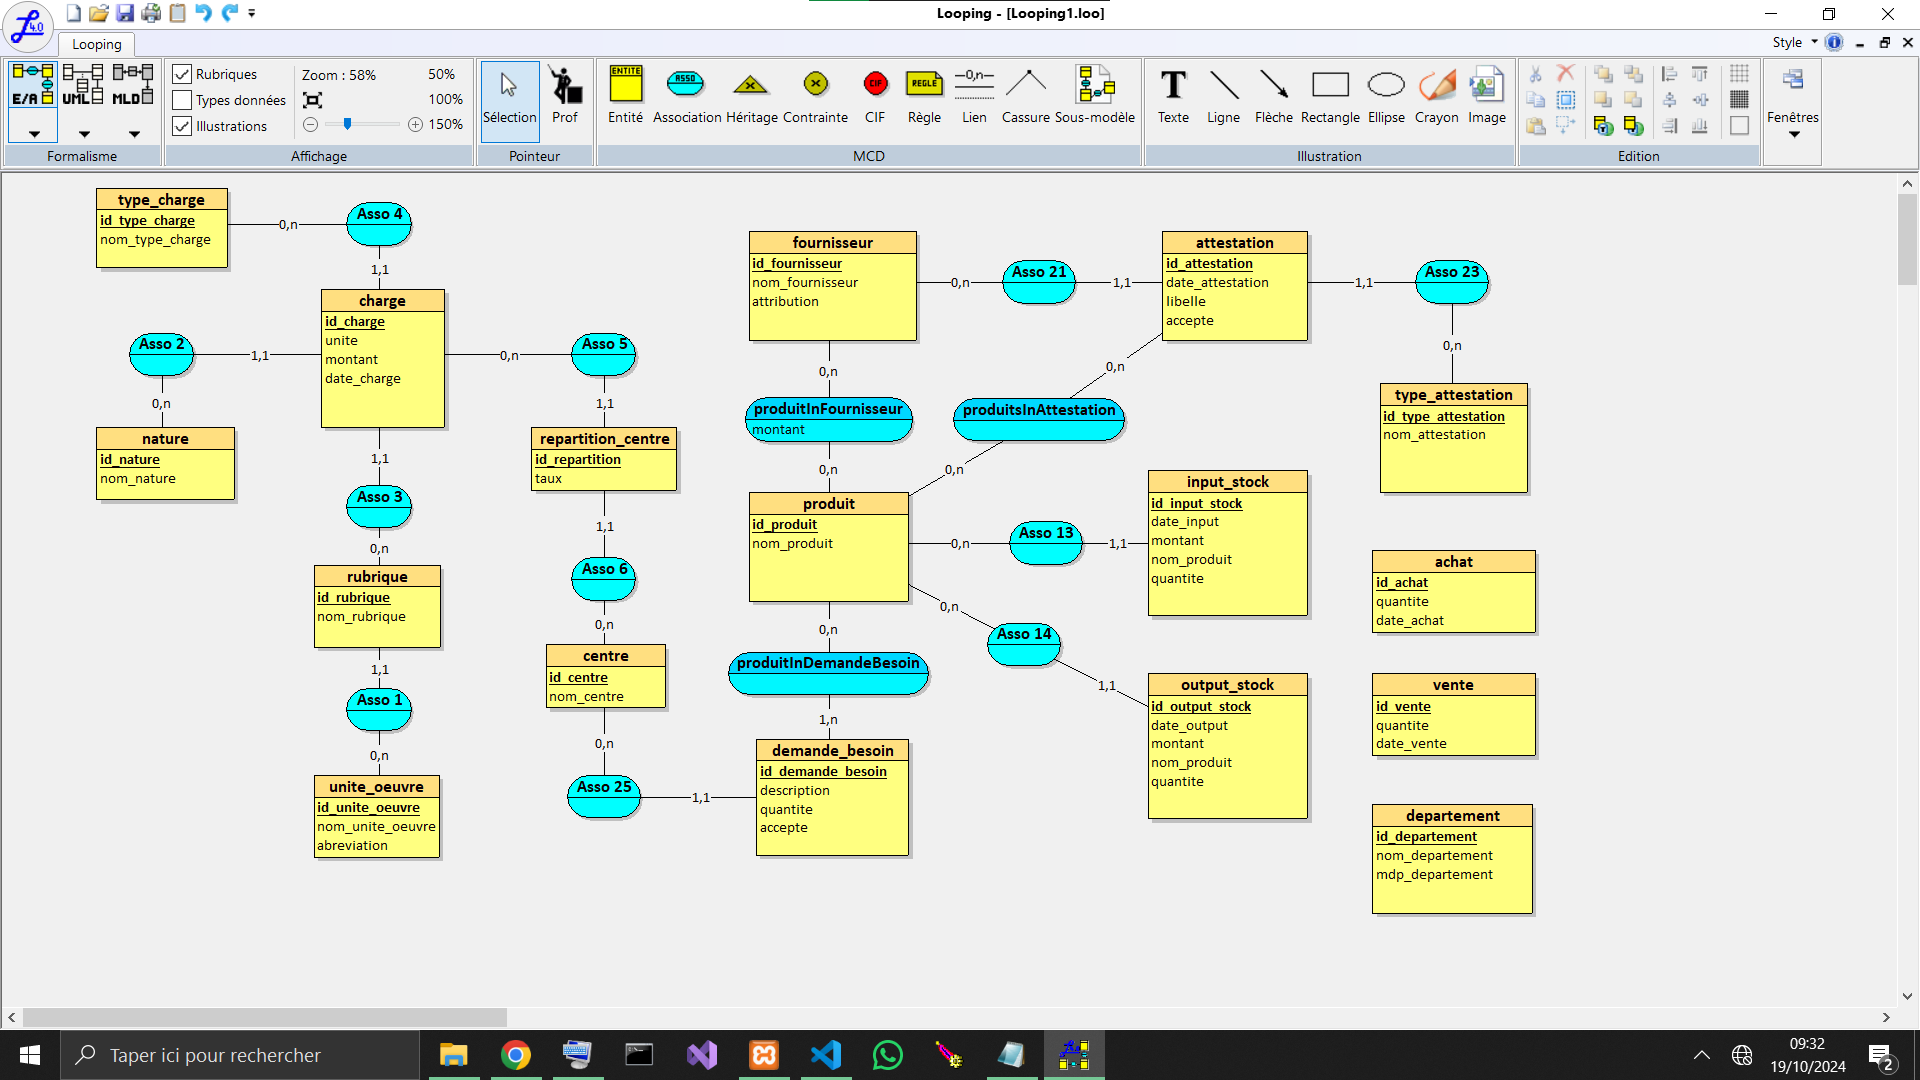 Looping - [Looping1.loo]
4.0
Looping
Style
E/A
UML
MLD
Formalisme
Rubriques
Types données
Illustrations
Zoom : 58%
50%
100%
150%
Affichage
Sélection
Prof
Pointeur
ENTITE
ASSO
CIF
REGLE
0,n
Entité
Association
Héritage
Contrainte
CIF
Règle
Lien
Cassure
Sous-modèle
MCD
T
Texte
Ligne
Flèche
Rectangle
Ellipse
Crayon
Image
Illustration
Edition
Fenêtres
type_charge
id_type_charge
nom_type_charge
0,n
Asso 4
1,1
charge
id_charge
unite
montant
date_charge
Asso 2
1,1
0,n
nature
id_nature
nom_nature
0,n
Asso 5
1,1
repartition_centre
id_repartition
taux
1,1
Asso 3
0,n
rubrique
id_rubrique
nom_rubrique
1,1
Asso 1
0,n
unite_oeuvre
id_unite_oeuvre
nom_unite_oeuvre
abreviation
1,1
Asso 6
0,n
centre
id_centre
nom_centre
0,n
Asso 25
1,1
fournisseur
id_fournisseur
nom_fournisseur
attribution
0,n
Asso 21
1,1
attestation
id_attestation
date_attestation
libelle
accepte
1,1
Asso 23
0,n
type_attestation
id_type_attestation
nom_attestation
0,n
produitInFournisseur
montant
0,n
0,n
produitsInAttestation
0,n
produit
id_produit
nom_produit
0,n
Asso 13
1,1
input_stock
id_input_stock
date_input
montant
nom_produit
quantite
0,n
Asso 14
1,1
output_stock
id_output_stock
date_output
montant
nom_produit
quantite
0,n
produitInDemandeBesoin
1,n
demande_besoin
id_demande_besoin
description
quantite
accepte
achat
id_achat
quantite
date_achat
vente
id_vente
quantite
date_vente
departement
id_departement
nom_departement
mdp_departement
Taper ici pour rechercher
09:32
19/10/2024
2